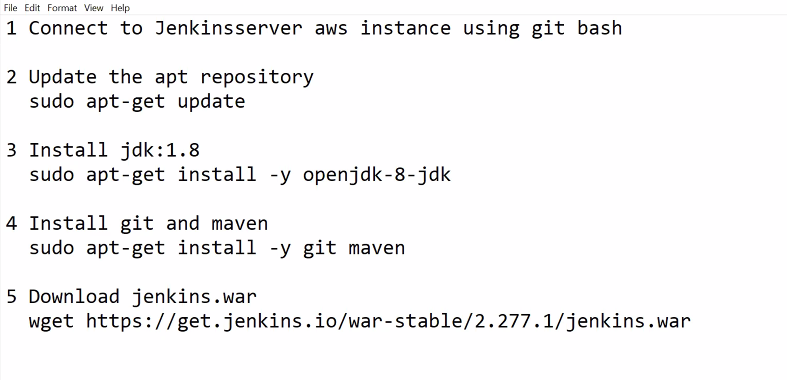 File Edit Format View Help
1 Connect to Jenkinsserver aws instance using git bash
2 Update the apt repository
sudo apt-get update
3 Install jdk:1.8
sudo apt-get install -y openjdk-8-jdk
4 Install git and maven
sudo apt-get install -y git maven
5 Download jenkins.war
wget https://get.jenkins.io/war-stable/2.277.1/jenkins.war